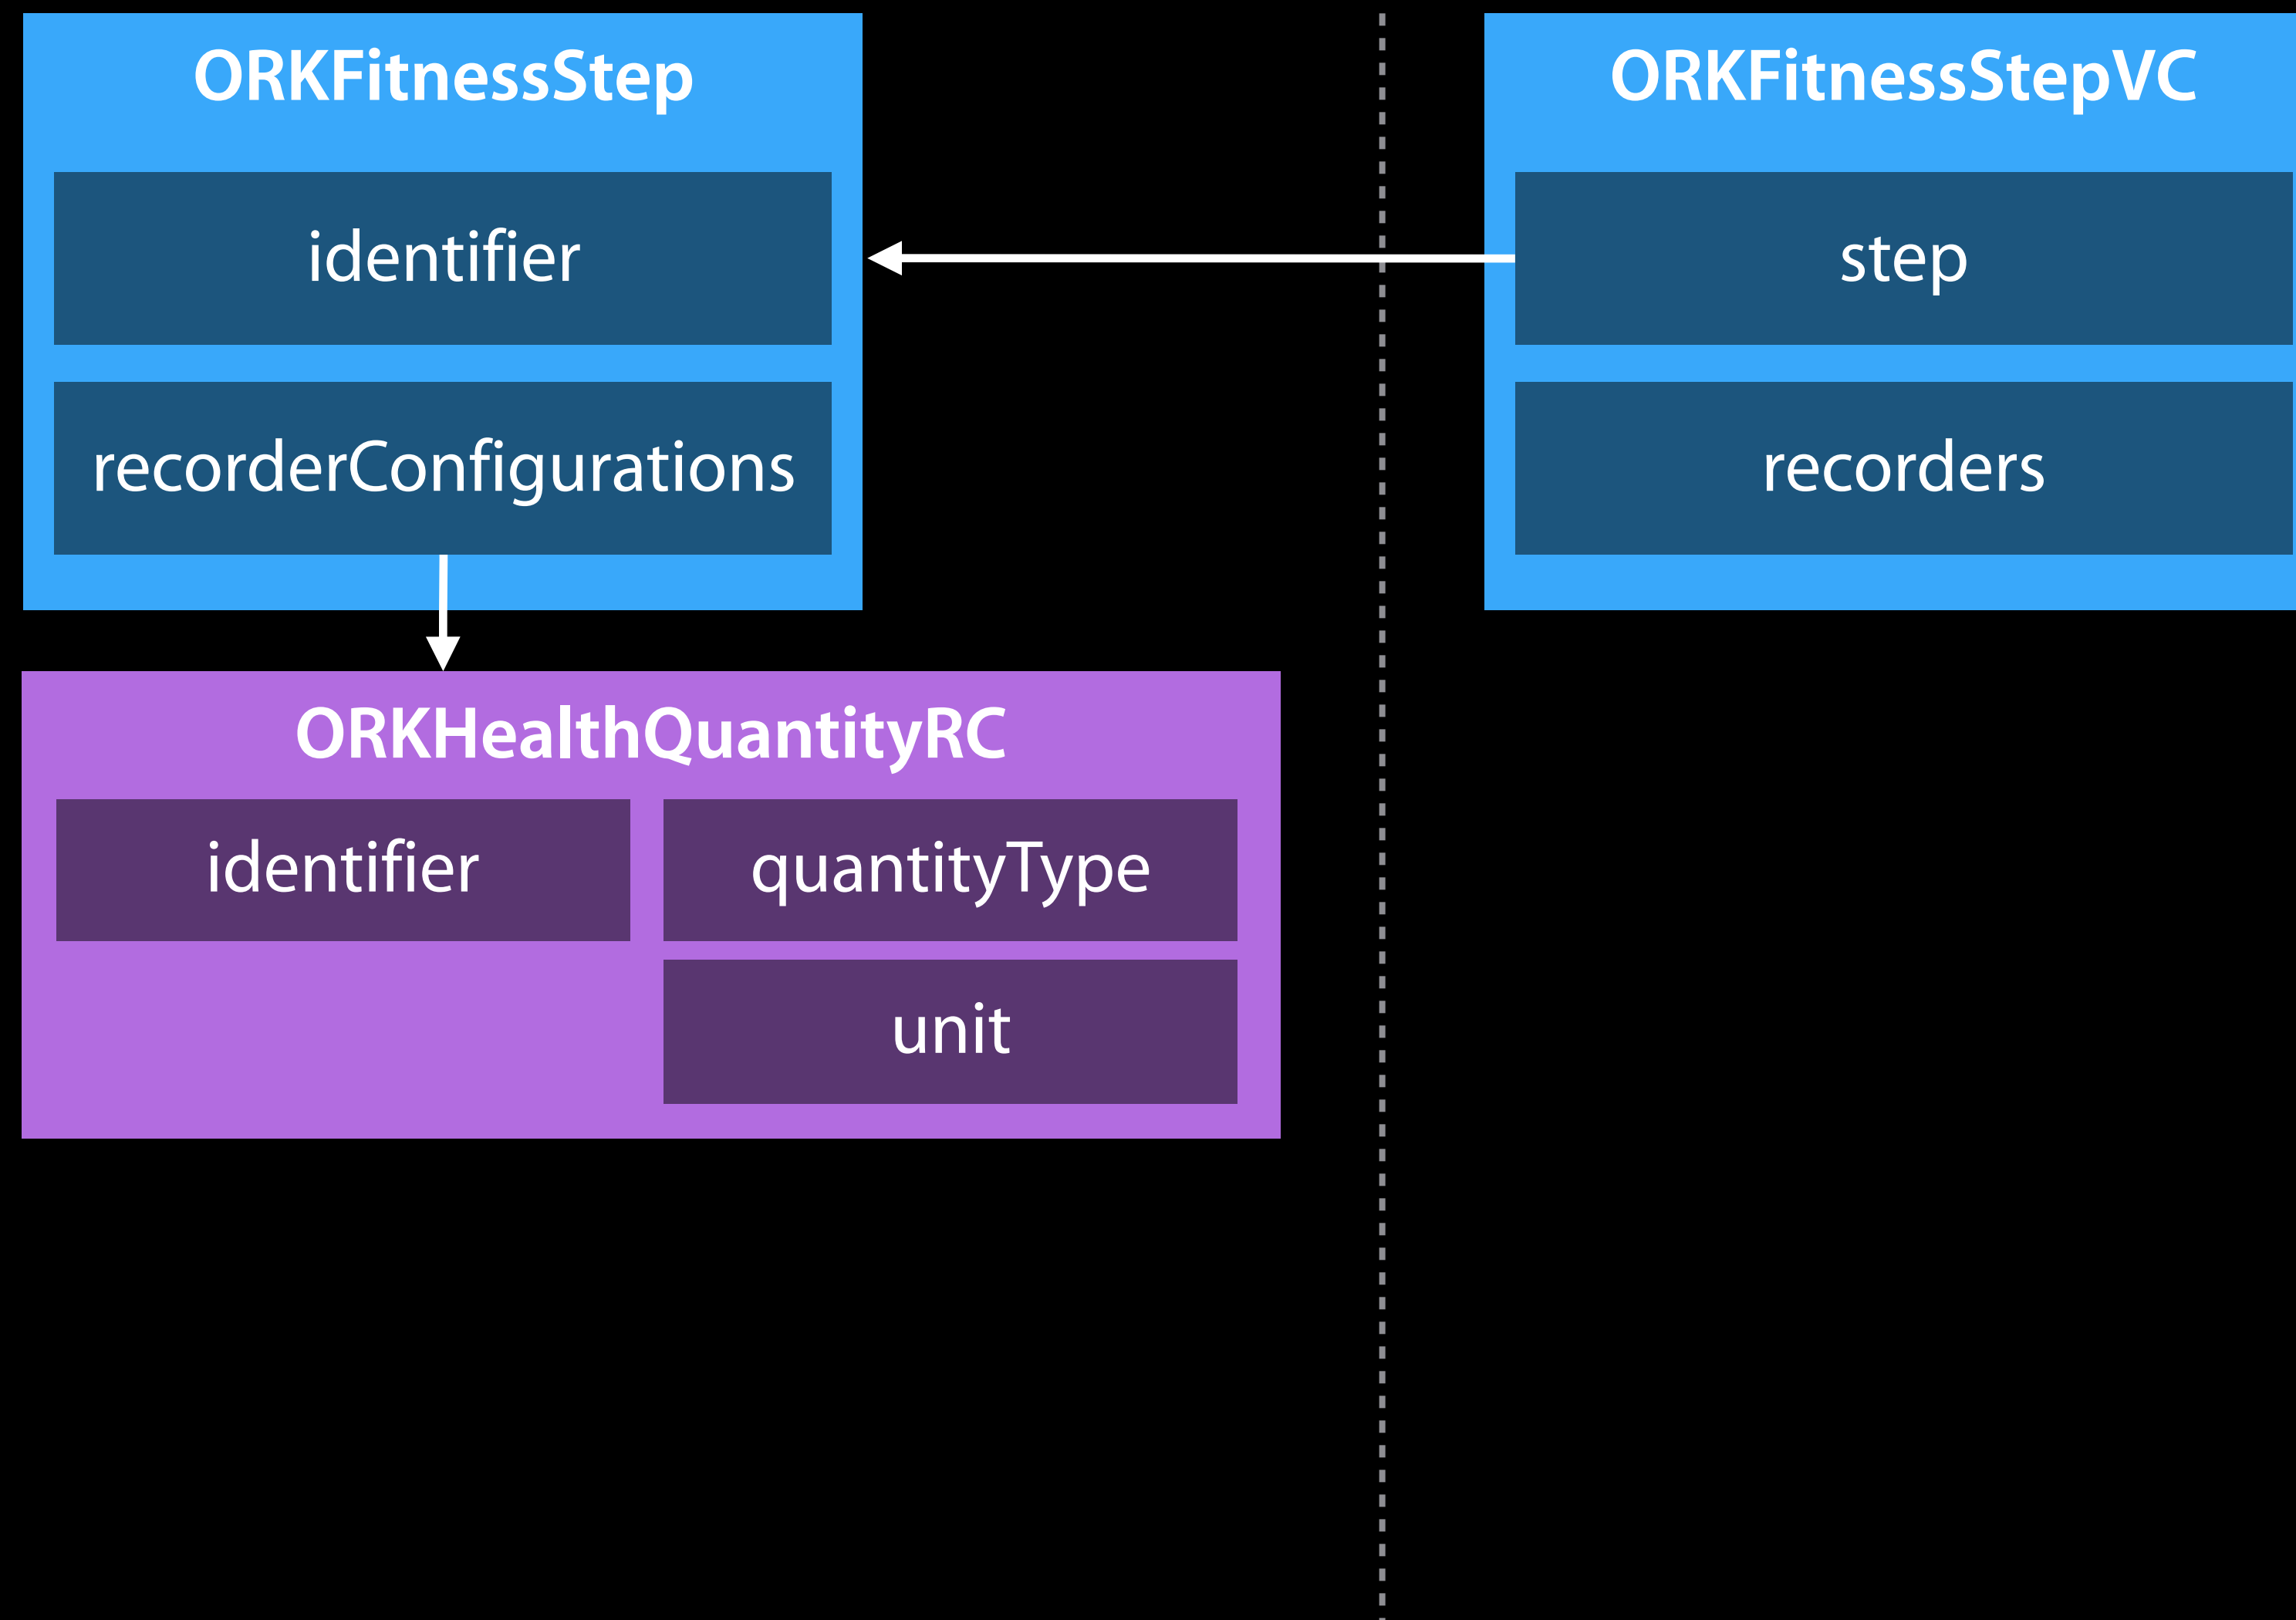 ORKFitnessStep
identifier
recorderConfigurations
ORKHealthQuantityRC
identifier
quantityType
unit
ORKFitnessStepVC
step
recorders